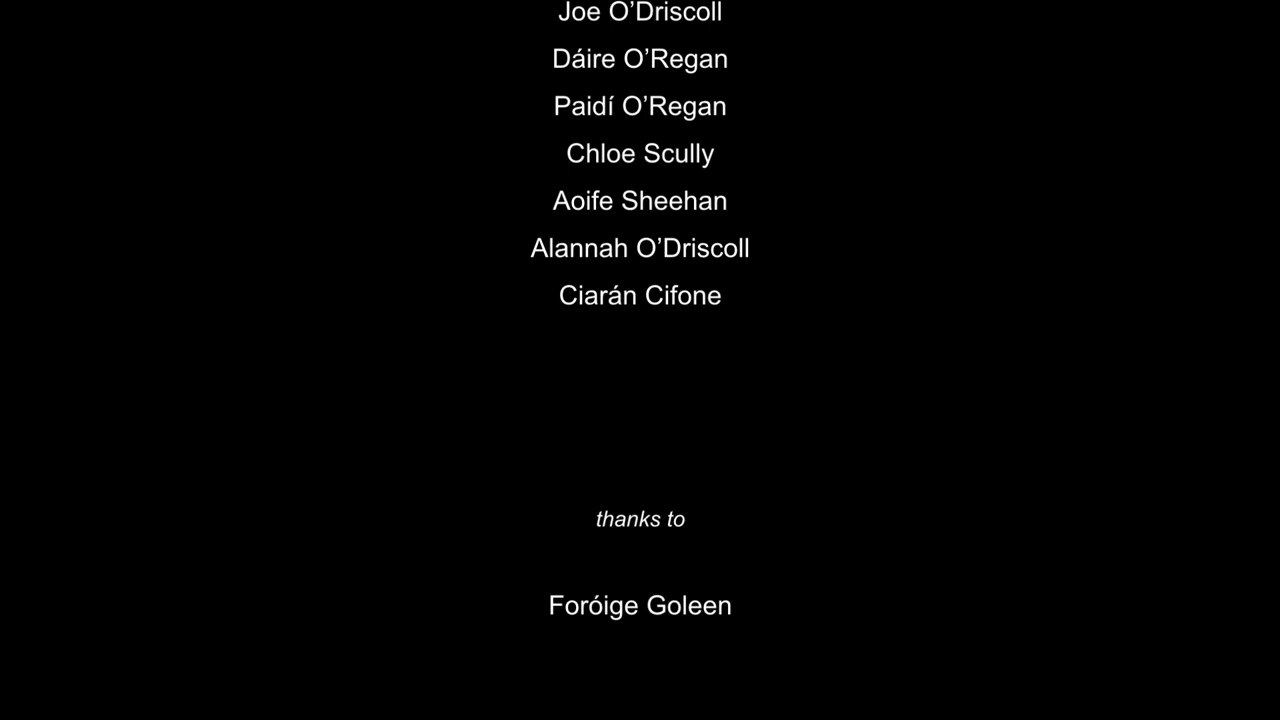 Joe O’Driscoll
Dáire O’Regan
Paidí O’Regan
Chloe Scully
Aoife Sheehan
Alannah O’Driscoll
Ciarán Cifone
thanks to
Foróige Goleen